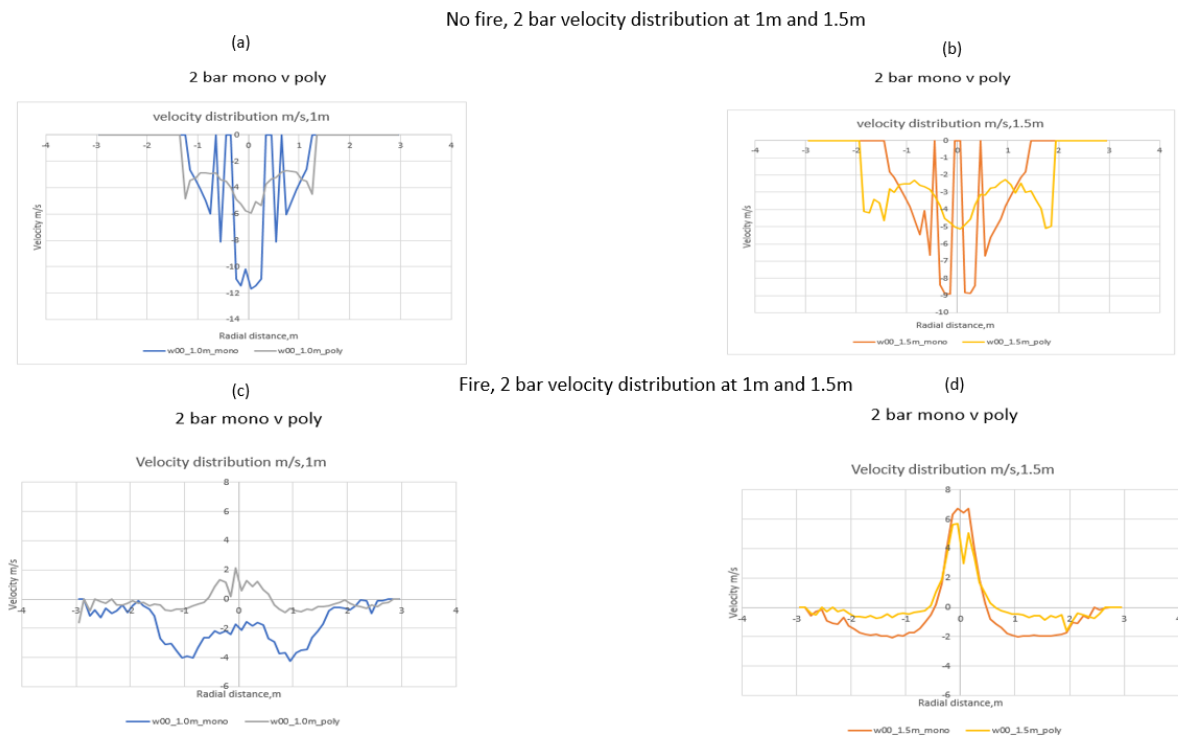 No fire, 2 bar velocity distribution at 1m and 1.5m
(a)
(b)
2 bar mono v poly
2 bar mono v poly
velocity distribution m/s,1m
velocity distribution m/s,1.5m
0
-4 -3 -2 -1 0 1 2 3 4
-2
-4
-6
-8
-10
-12
-14
Velocity m/s
Radial distance,m
w00_1.0m_mono w00_1.0m_poly
0
-4 -3 -2 -1 0 1 2 3 4
-1
-2
-3
-4
-5
-6
-7
-8
-9
-10
Velocity m/s
Radial distance,m
w00_1.5m_mono w00_1.5m_poly
Fire, 2 bar velocity distribution at 1m and 1.5m
(c)
(d)
2 bar mono v poly
2 bar mono v poly
Velocity distribution m/s,1m
Velocity distribution m/s,1.5m
8
6
4
2
0
-4 -3 -2 -1 0 1 2 3 4
-2
-4
-6
Velocity m/s
Radial distance,m
w00_1.0m_mono w00_1.0m_poly
8
6
4
2
0
-4 -3 -2 -1 0 1 2 3 4
-2
-4
-6
Velocity m/s
Radial distance,m
w00_1.5m_mono w00_1.5m_poly